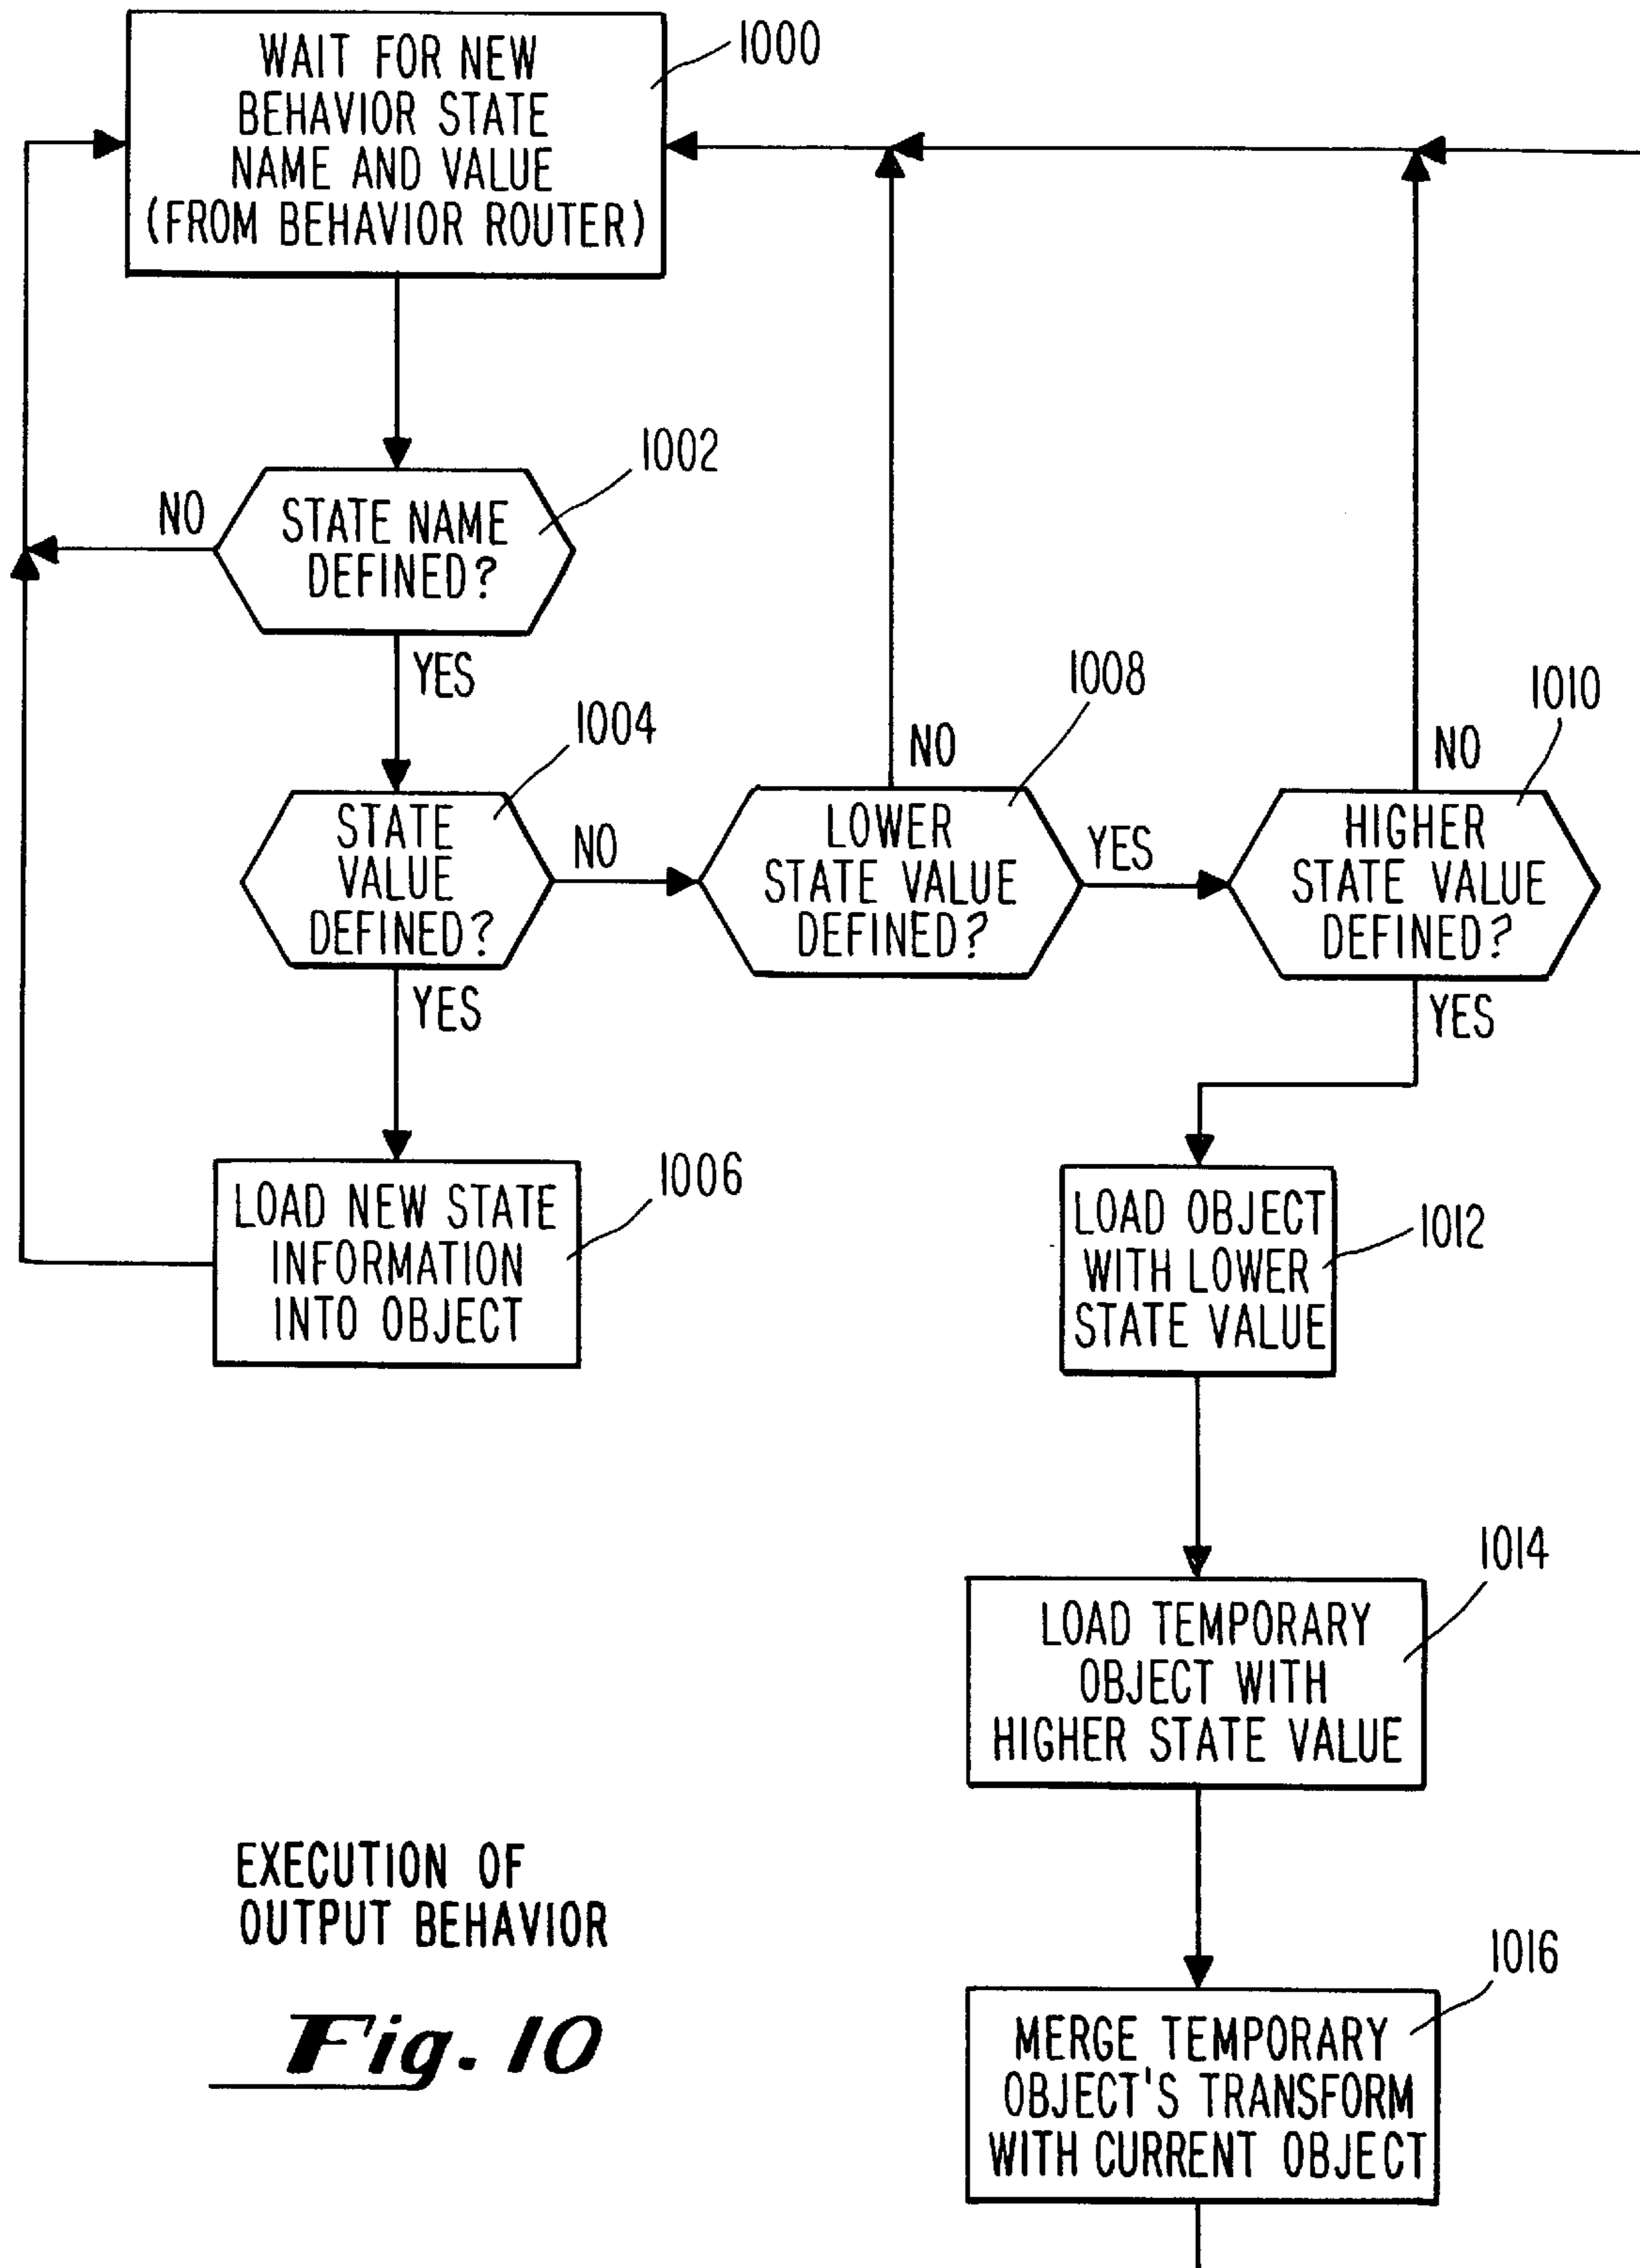 WAIT FOR NEW
BEHAVIOR STATE
NAME AND VALUE
(FROM BEHAVIOR ROUTER)
1000
STATE NAME
DEFINED?
1002
NO
YES
STATE
VALUE
DEFINED?
1004
NO
YES
LOWER
STATE VALUE
DEFINED?
1008
NO
YES
HIGHER
STATE VALUE
DEFINED?
1010
NO
YES
LOAD NEW STATE
INFORMATION
INTO OBJECT
1006
LOAD OBJECT
WITH LOWER
STATE VALUE
1012
LOAD TEMPORARY
OBJECT WITH
HIGHER STATE VALUE
1014
MERGE TEMPORARY
OBJECT'S TRANSFORM
WITH CURRENT OBJECT
1016
EXECUTION OF
OUTPUT BEHAVIOR
Fig. 10